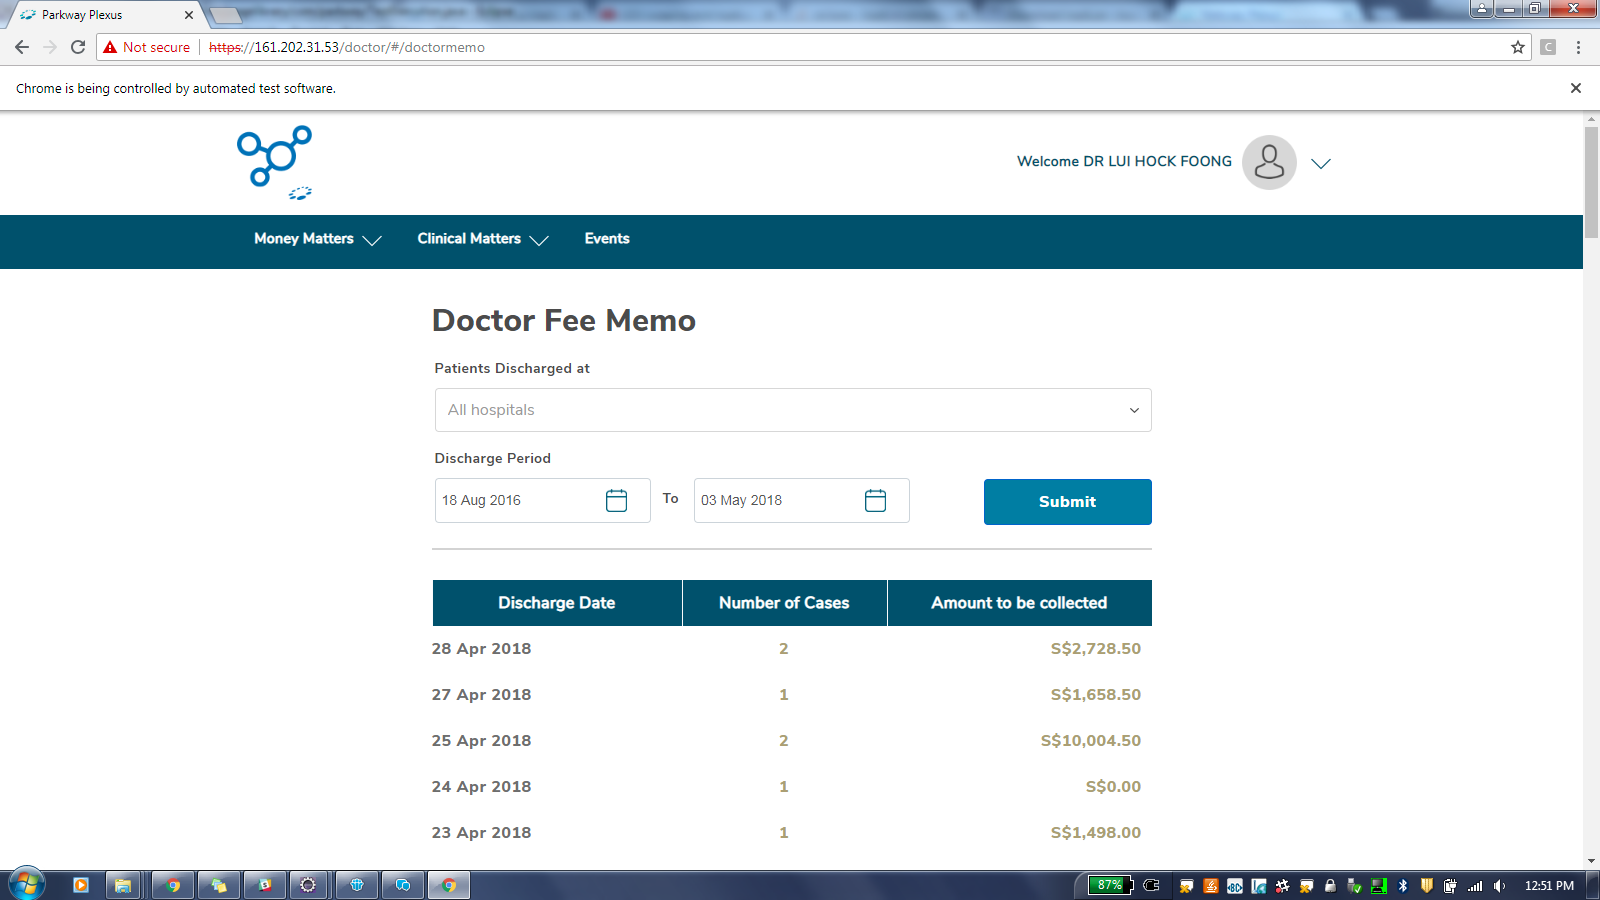 Parkway Plexus
Not secure https://161.202.31.53/doctor/#/doctormemo
C
Chrome is being controlled by automated test software.
Welcome DR LUI HOCK FOONG
Money Matters Clinical Matters Events
Doctor Fee Memo
Patients Discharged at
All hospitals
Discharge Period
18 Aug 2016 To 03 May 2018 Submit
Discharge Date Number of Cases Amount to be collected
28 Apr 2018 2 S$2,728.50
27 Apr 2018 1 S$1,658.50
25 Apr 2018 2 S$10,004.50
24 Apr 2018 1 S$0.00
23 Apr 2018 1 S$1,498.00
87% 12:51 PM